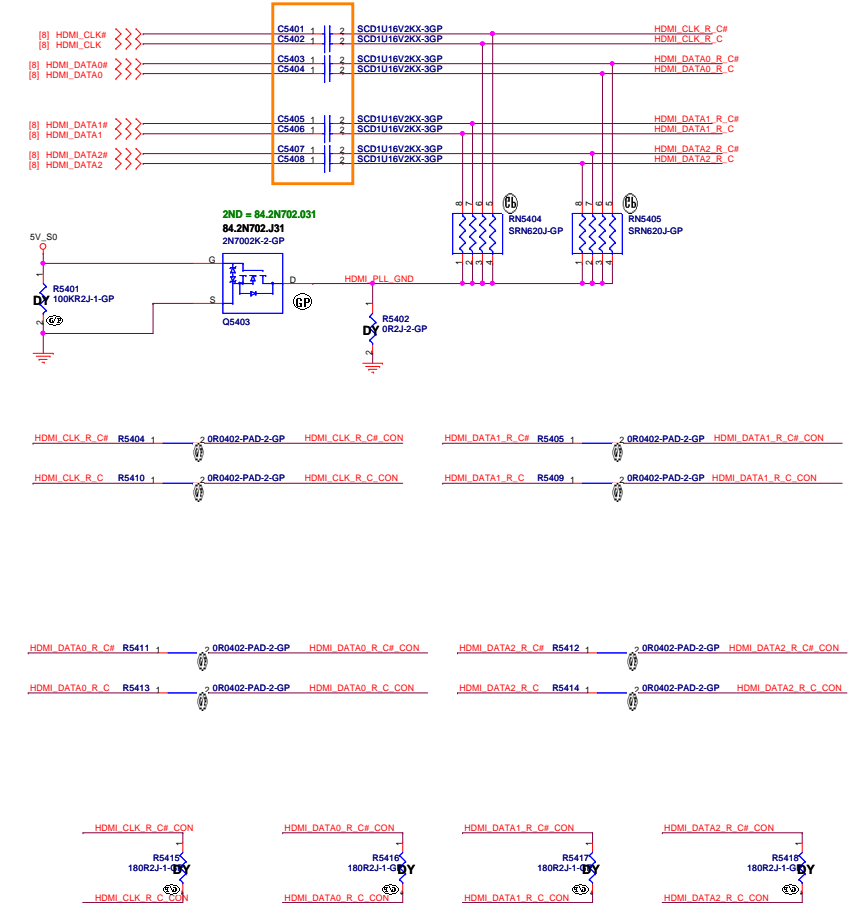 C5401 1 2 SCD1U16V2KX-3GP HDMI_CLK_R_C#
[8] HDMI_CLK#
C5402 1 2 SCD1U16V2KX-3GP HDMI_CLK_R_C
[8] HDMI_CLK
C5403 1 2 SCD1U16V2KX-3GP HDMI_DATA0_R_C#
[8] HDMI_DATA0#
C5404 1 2 SCD1U16V2KX-3GP HDMI_DATA0_R_C
[8] HDMI_DATA0
C5405 1 2 SCD1U16V2KX-3GP HDMI_DATA1_R_C#
[8] HDMI_DATA1#
C5406 1 2 SCD1U16V2KX-3GP HDMI_DATA1_R_C
[8] HDMI_DATA1
C5407 1 2 SCD1U16V2KX-3GP HDMI_DATA2_R_C#
[8] HDMI_DATA2#
C5408 1 2 SCD1U16V2KX-3GP HDMI_DATA2_R_C
[8] HDMI_DATA2
8 7 6 5 8 7 6 5
2ND = 84.2N702.031
RN5404 RN5405
84.2N702.J31
SRN620J-GP SRN620J-GP
5V_S0 2N7002K-2-GP
G
1 2 3 4 1 2 3 4
1 D HDMI_PLL_GND
R5401
DY 100KR2J-1-GP
S GP
1
2 Q5403 R5402
DY 0R2J-2-GP
2
HDMI_CLK_R_C# R5404 1 2 0R0402-PAD-2-GP HDMI_CLK_R_C#_CON
HDMI_DATA1_R_C# R5405 1 2 0R0402-PAD-2-GP HDMI_DATA1_R_C#_CON
HDMI_CLK_R_C R5410 1 2 0R0402-PAD-2-GP HDMI_CLK_R_C_CON
HDMI_DATA1_R_C R5409 1 2 0R0402-PAD-2-GP HDMI_DATA1_R_C_CON
HDMI_DATA0_R_C# R5411 1 2 0R0402-PAD-2-GP HDMI_DATA0_R_C#_CON
HDMI_DATA2_R_C# R5412 1 2 0R0402-PAD-2-GP HDMI_DATA2_R_C#_CON
HDMI_DATA0_R_C R5413 1 2 0R0402-PAD-2-GP HDMI_DATA0_R_C_CON
HDMI_DATA2_R_C R5414 1 2 0R0402-PAD-2-GP HDMI_DATA2_R_C_CON
HDMI_CLK_R_C#_CON HDMI_DATA0_R_C#_CON HDMI_DATA1_R_C#_CON HDMI_DATA2_R_C#_CON
1 1 1 1
R5415 R5416 R5417 R5418
180R2J-1-GP DY 180R2J-1-GP DY 180R2J-1-GP DY 180R2J-1-GP DY
HDMI_CLK_R_C_CON HDMI_DATA0_R_C_CON HDMI_DATA1_R_C_CON HDMI_DATA2_R_C_CON